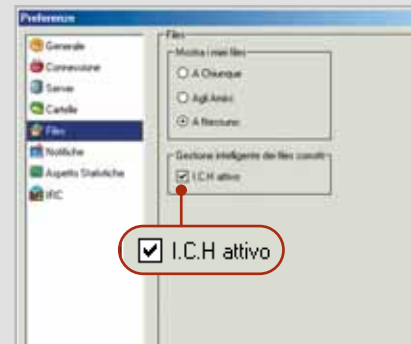 Preferenze
Generale
Connessione
Server
Cartelle
Files
Notifiche
Aspetto Statistiche
IRC
Files
Mostra i miei files
A Chiunque
Agli Amici
A Nessuno
Gestione intelligente dei files corrotti
I.C.H attivo
I.C.H attivo